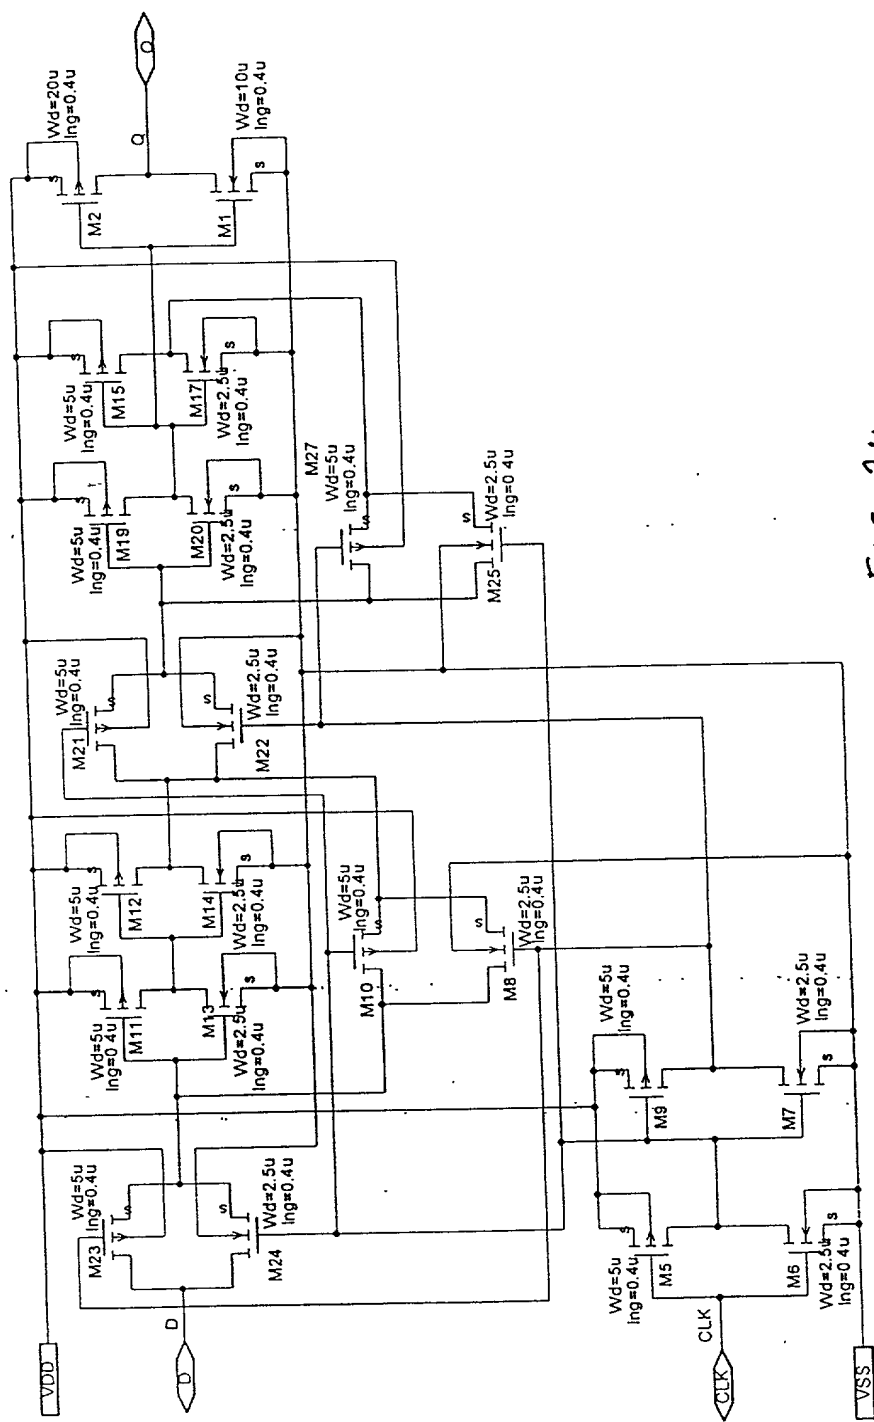 VDD
D
D
M23
Wd=5u
lng=0.4u
s
M24
Wd=2.5u
lng=0.4u
s
Wd=5u
lng=0.4u
M11
s
M13
Wd=2.5u
lng=0.4u
s
Wd=5u
lng=0.4u
M12
s
M14
Wd=2.5u
lng=0.4u
s
M21
Wd=5u
lng=0.4u
s
M22
Wd=2.5u
lng=0.4u
s
Wd=5u
lng=0.4u
M19
s
M20
Wd=2.5u
lng=0.4u
s
Wd=5u
lng=0.4u
M15
s
M17
Wd=2.5u
lng=0.4u
s
Wd=20u
lng=0.4u
M2
s
M1
Wd=10u
lng=0.4u
s
Q
Q
M10
Wd=5u
lng=0.4u
s
M8
Wd=2.5u
lng=0.4u
s
M27
Wd=5u
lng=0.4u
s
M25
Wd=2.5u
lng=0.4u
s
CLK
CLK
Wd=5u
lng=0.4u
M5
s
M6
Wd=2.5u
lng=0.4u
s
M9
Wd=5u
lng=0.4u
s
M7
Wd=2.5u
lng=0.4u
s
VSS